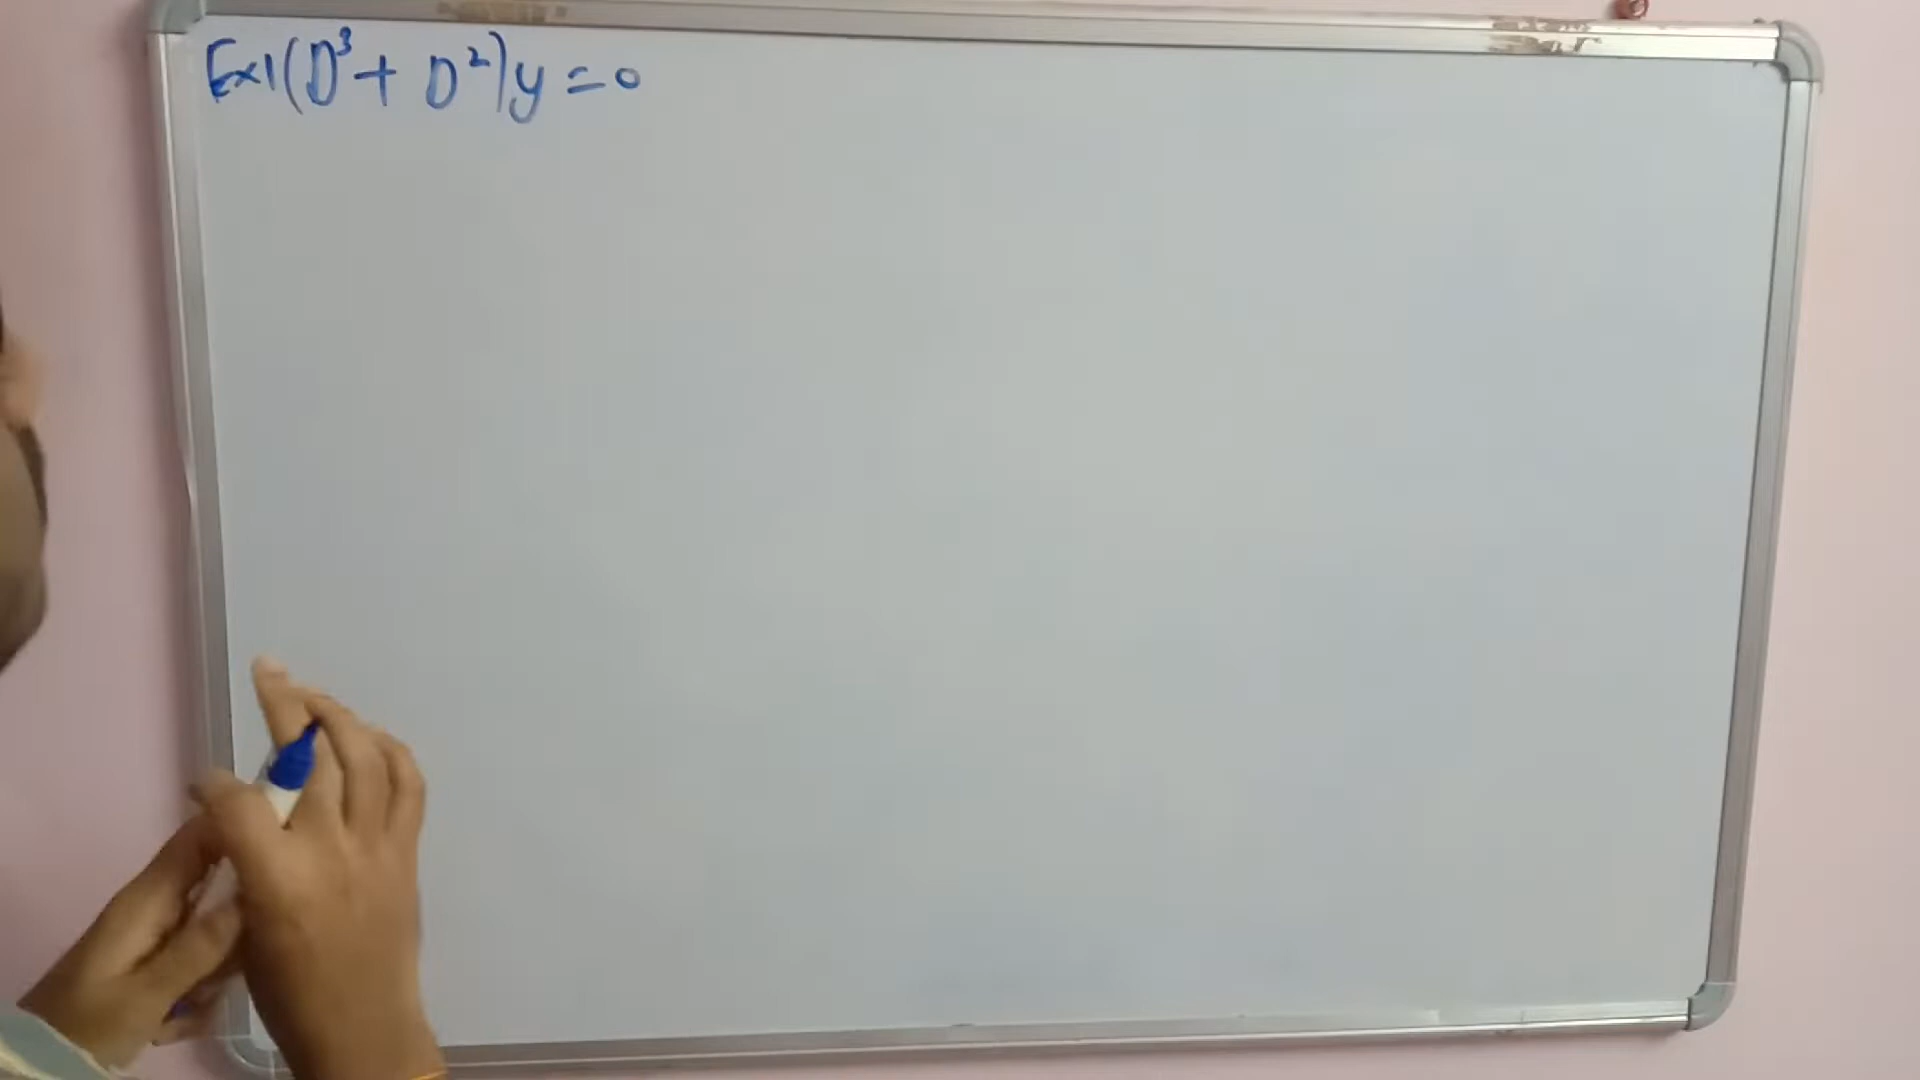 Ex1 (D³ + D²)y = 0